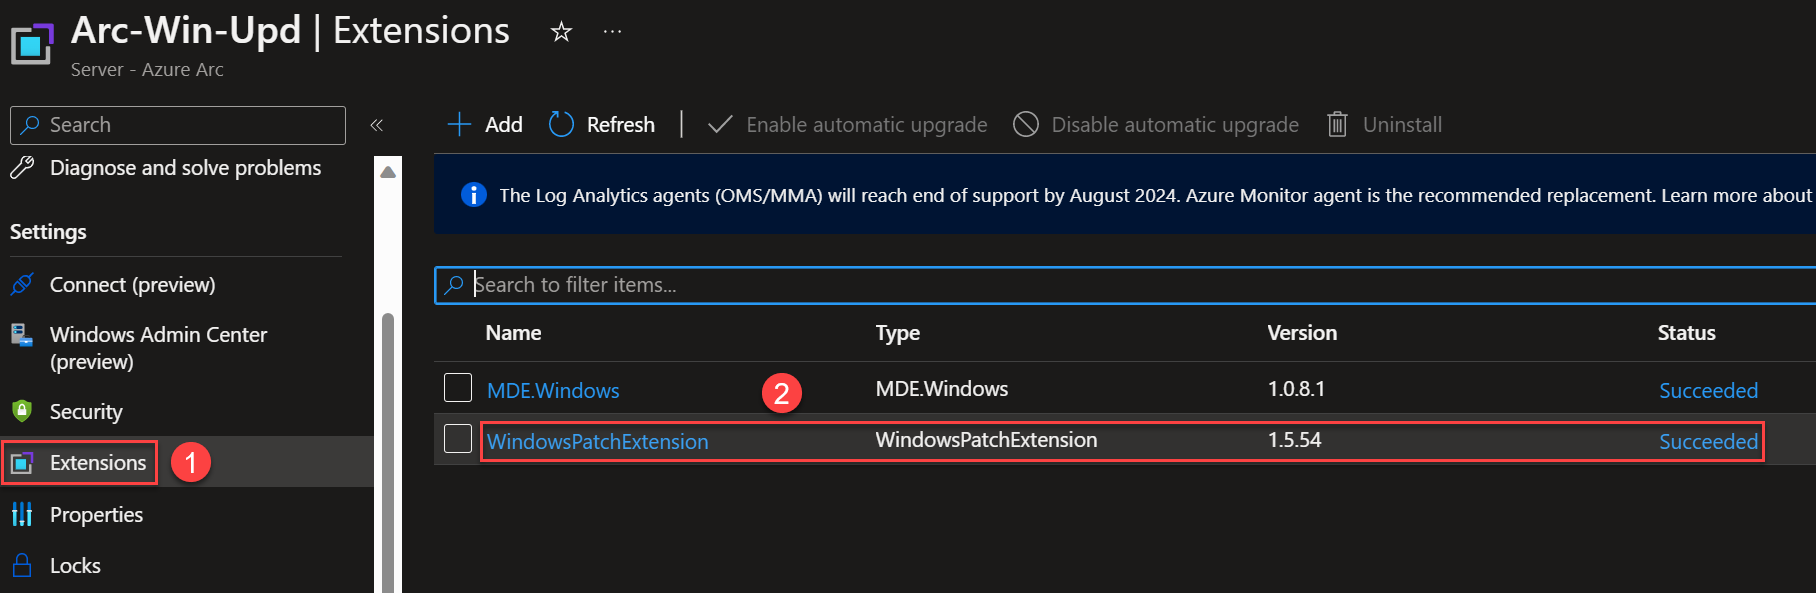 Arc-Win-Upd | Extensions
Server - Azure Arc
Search
Add Refresh Enable automatic upgrade Disable automatic upgrade Uninstall
Diagnose and solve problems
Settings
Connect (preview)
Windows Admin Center
(preview)
Security
Extensions 1
Properties
Locks
The Log Analytics agents (OMS/MMA) will reach end of support by August 2024. Azure Monitor agent is the recommended replacement. Learn more about
Search to filter items...
Name Type Version Status
MDE.Windows MDE.Windows 1.0.8.1 Succeeded
2
WindowsPatchExtension WindowsPatchExtension 1.5.54 Succeeded